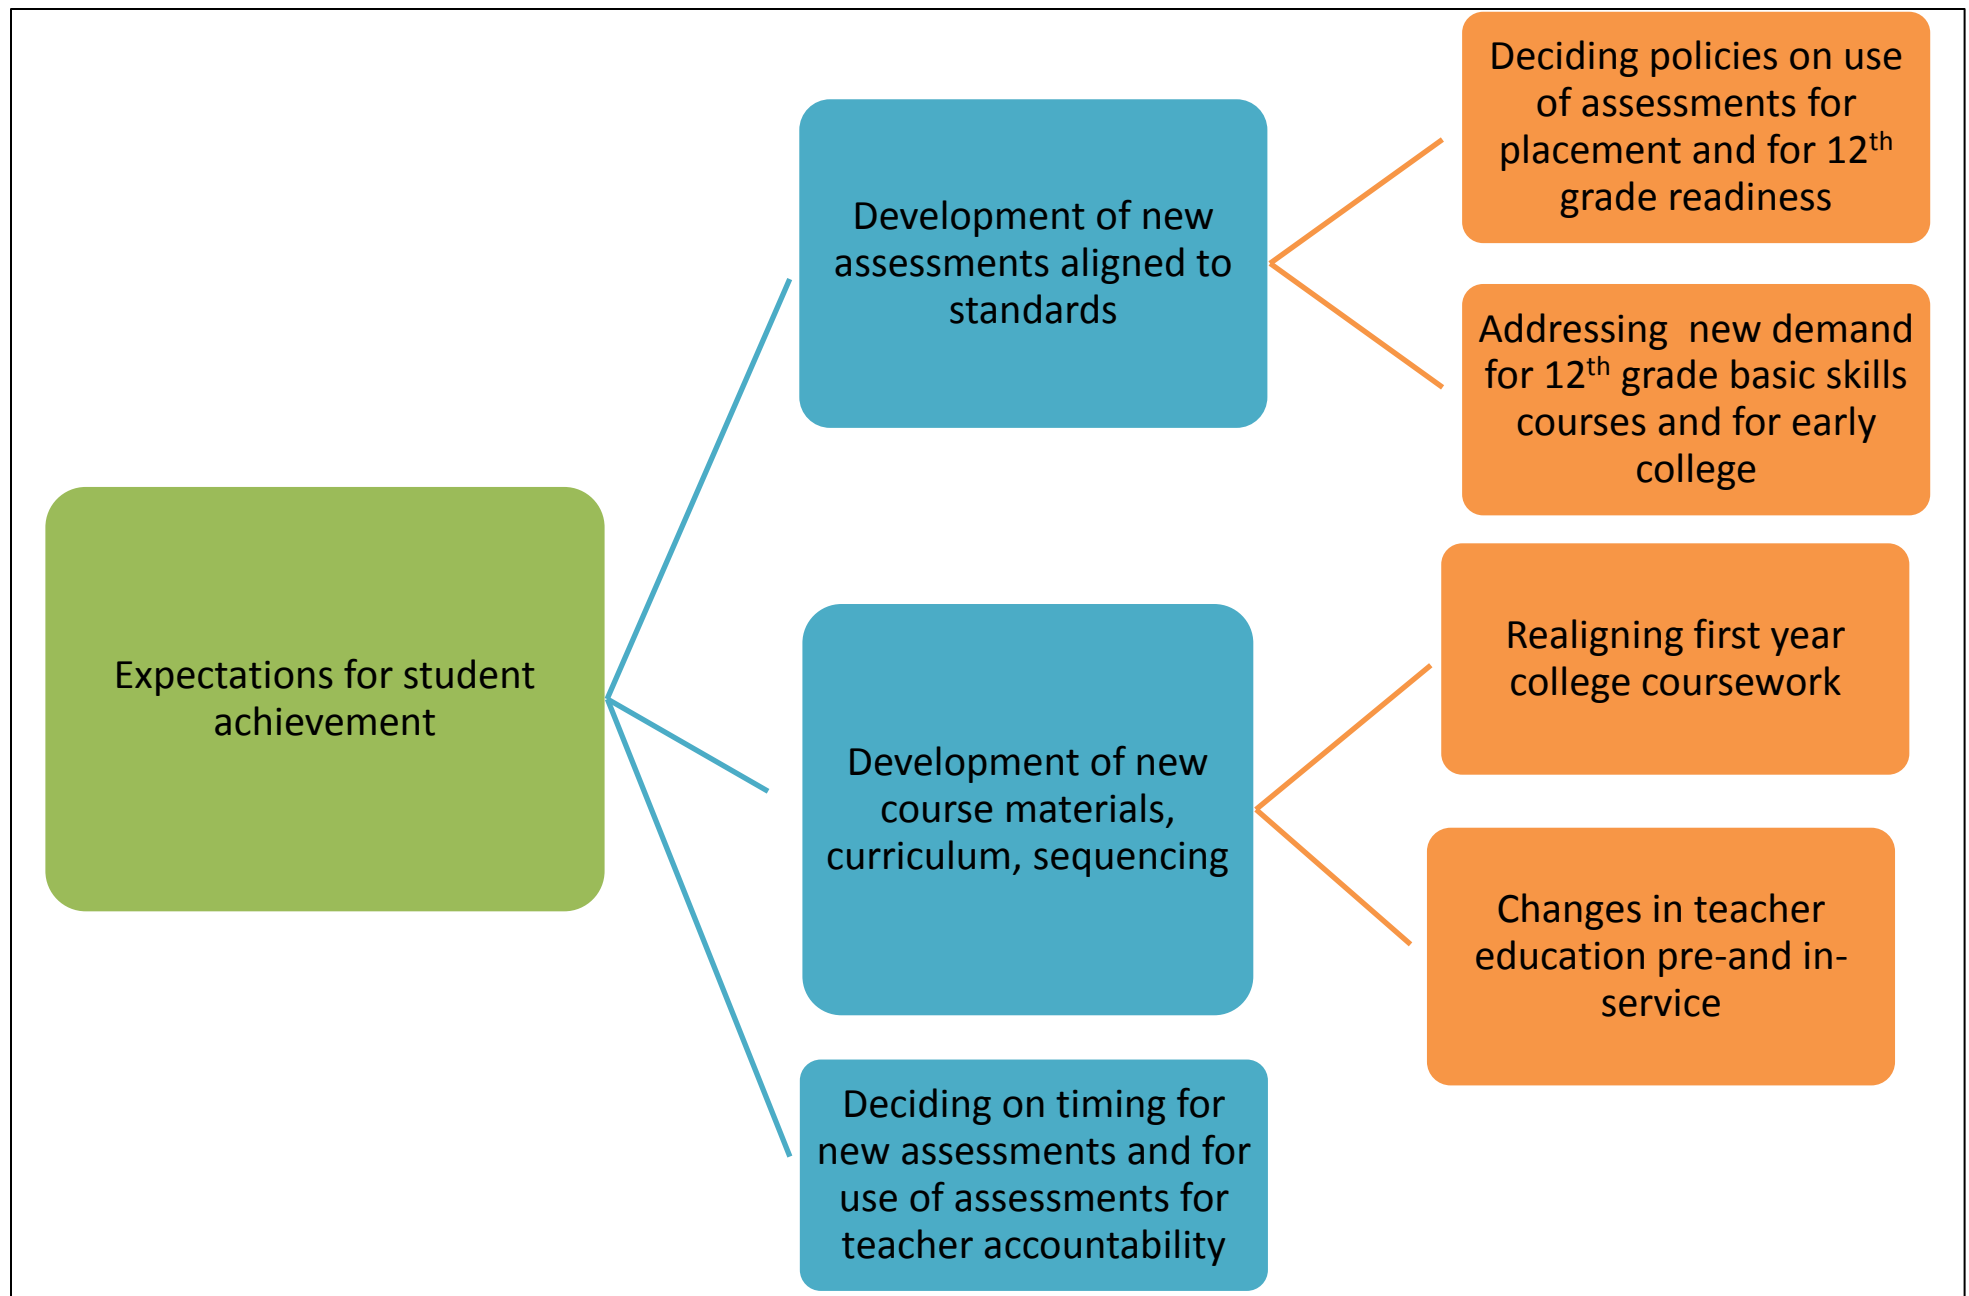 Expectations for student
achievement
Development of new
assessments aligned to
standards
Deciding policies on use
of assessments for
placement and for 12th
grade readiness
Addressing  new demand
for 12th grade basic skills
courses and for early
college
Development of new
course materials,
curriculum, sequencing
Realigning first year
college coursework
Changes in teacher
education pre-and in-
service
Deciding on timing for
new assessments and for
use of assessments for
teacher accountability